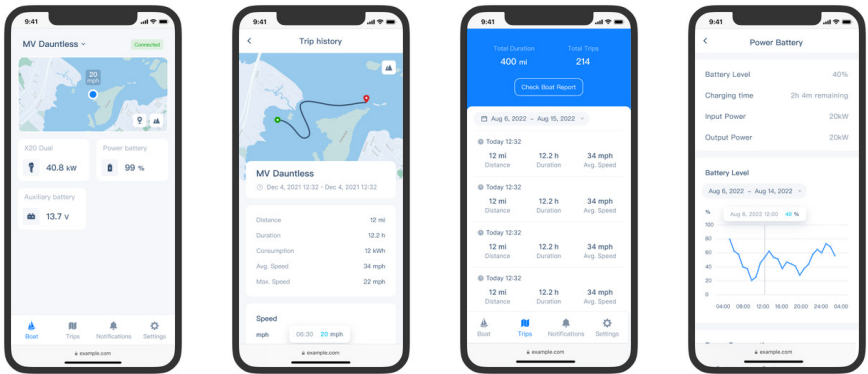 9:41
MV Dauntless
Connected
20
mph
X20 Dual
Power battery
40.8 kW
99 %
Auxiliary battery
13.7 V
Boat
Trips
Notifications
Settings
example.com
9:41
Trip history
MV Dauntless
Dec 4, 2021 12:32 - Dec 4, 2021 12:32
Distance 12 mi
Duration 12.2 h
Consumption 12 kWh
Avg. Speed 34 mph
Max. Speed 22 mph
Speed
mph 06:30 20 mph
example.com
9:41
Total Duration Total Trips
400 mi 214
Check Boat Report
Aug 6, 2022 - Aug 15, 2022
Today 12:32
12 mi 12.2 h 34 mph
Distance Duration Avg. Speed
Today 12:32
12 mi 12.2 h 34 mph
Distance Duration Avg. Speed
Today 12:32
12 mi 12.2 h 34 mph
Distance Duration Avg. Speed
Today 12:32
12 mi 12.2 h 34 mph
Distance Duration Avg. Speed
Boat Trips Notifications Settings
example.com
9:41
Power Battery
Battery Level 40%
Charging time 2h 4m remaining
Input Power 20kW
Output Power 20kW
Battery Level
Aug 6, 2022 - Aug 14, 2022
% Aug 8, 2022 12:00 40 %
100
80
60
40
20
0
04:00 08:00 12:00 16:00 20:00 24:00 04:00
example.com